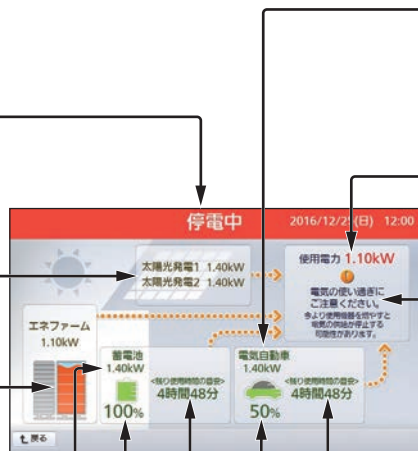 停電中
2016/12/25(日) 12:00
太陽光発電1 1.40kW
太陽光発電2 1.40kW
使用電力 1.10kW
電気の使い過ぎに
ご注意ください。
今より使用機器を増やすと
電気の供給が停止する
可能性があります。
エネファーム
1.10kW
蓄電池
1.40kW
100%
<残り使用時間の目安>
4時間48分
電気自動車
1.40kW
50%
<残り使用時間の目安>
4時間48分
戻る